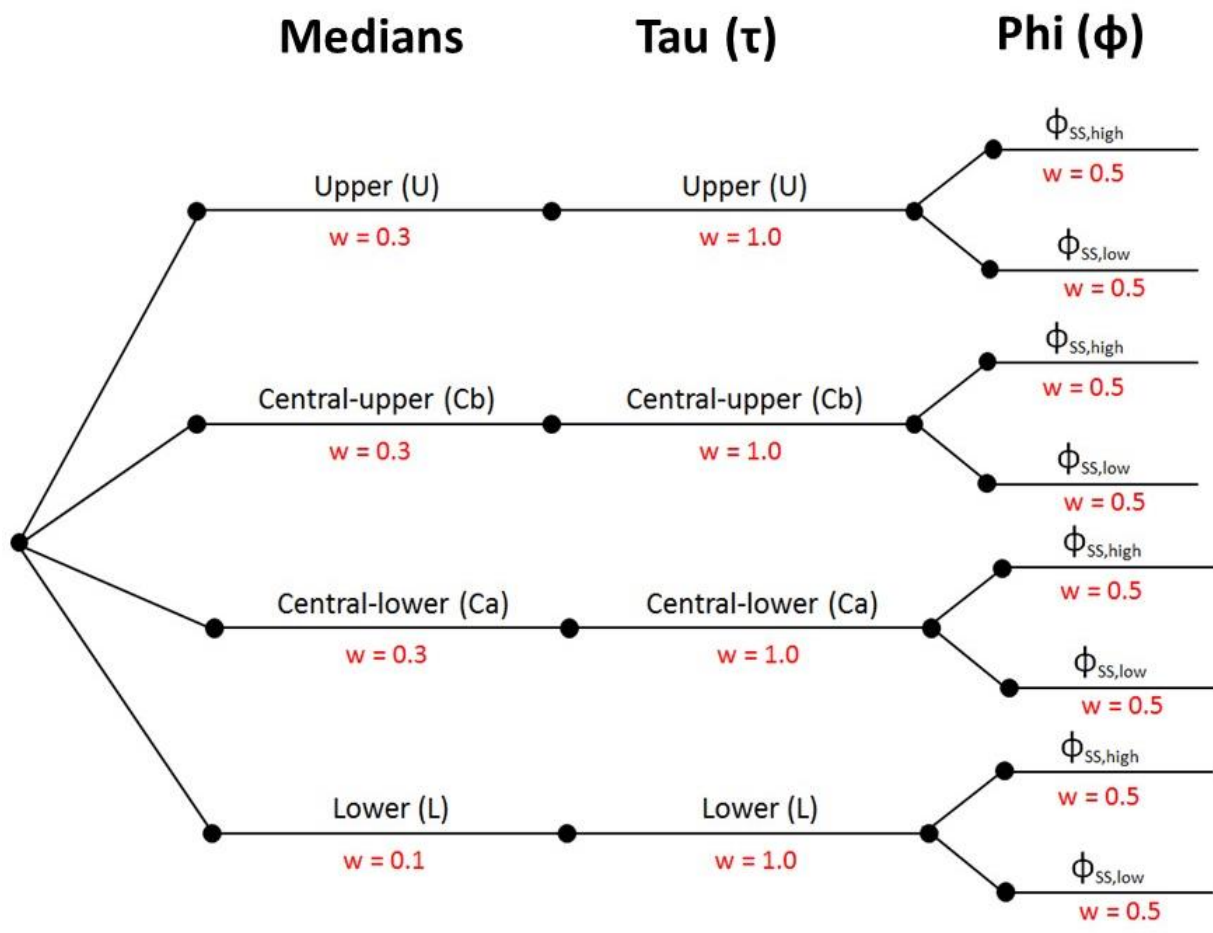 Medians Tau (τ) Phi (ϕ)
ϕSS,high
w = 0.5
Upper (U) Upper (U)
w = 0.3 w = 1.0
ϕSS,low
w = 0.5
ϕSS,high
w = 0.5
Central-upper (Cb) Central-upper (Cb)
w = 0.3 w = 1.0
ϕSS,low
w = 0.5
ϕSS,high
w = 0.5
Central-lower (Ca) Central-lower (Ca)
w = 0.3 w = 1.0
ϕSS,low
w = 0.5
ϕSS,high
w = 0.5
Lower (L) Lower (L)
w = 0.1 w = 1.0
ϕSS,low
w = 0.5